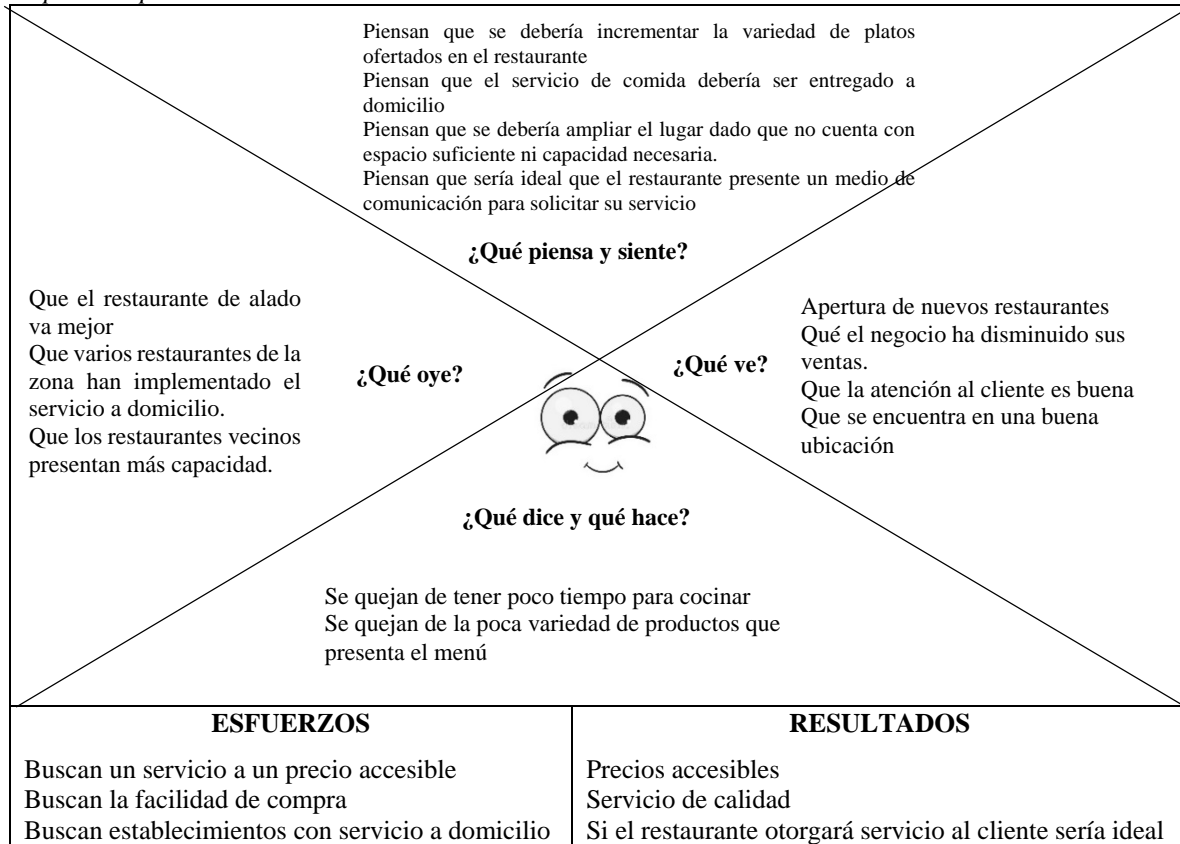 Piensan que se debería incrementar la variedad de platos
ofertados en el restaurante
Piensan que el servicio de comida debería ser entregado a
domicilio
Piensan que se debería ampliar el lugar dado que no cuenta con
espacio suficiente ni capacidad necesaria.
Piensan que sería ideal que el restaurante presente un medio de
comunicación para solicitar su servicio
¿Qué piensa y siente?
Que el restaurante de alado
va mejor
Que varios restaurantes de la
zona han implementado el
servicio a domicilio.
Que los restaurantes vecinos
presentan más capacidad.
¿Qué oye?
¿Qué ve?
Apertura de nuevos restaurantes
Qué el negocio ha disminuido sus
ventas.
Que la atención al cliente es buena
Que se encuentra en una buena
ubicación
¿Qué dice y qué hace?
Se quejan de tener poco tiempo para cocinar
Se quejan de la poca variedad de productos que
presenta el menú
ESFUERZOS
Buscan un servicio a un precio accesible
Buscan la facilidad de compra
Buscan establecimientos con servicio a domicilio
RESULTADOS
Precios accesibles
Servicio de calidad
Si el restaurante otorgará servicio al cliente sería ideal